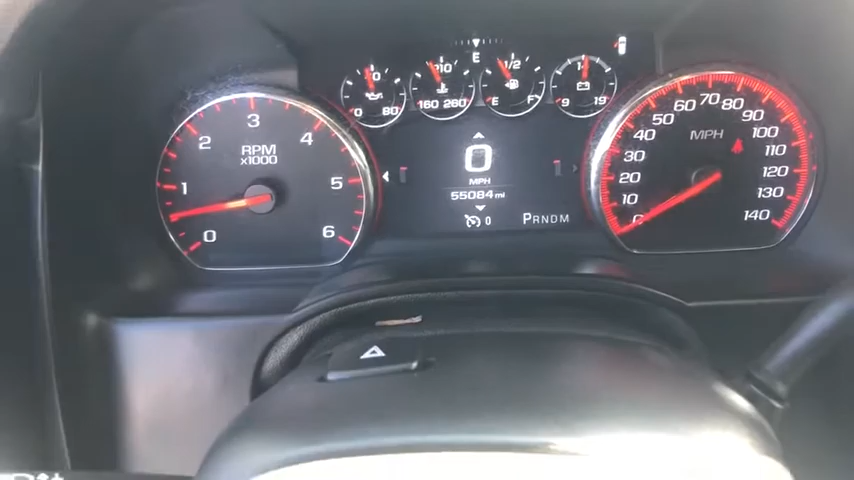 0 1 2 3 4 5 6
RPM
x1000
0 80
160 210 260
E 1/2 F
9 14 19
E
0
MPH
55084 mi
0
PRNDM
MPH
10 20 30 40 50 60 70 80 90 100 110 120 130 140